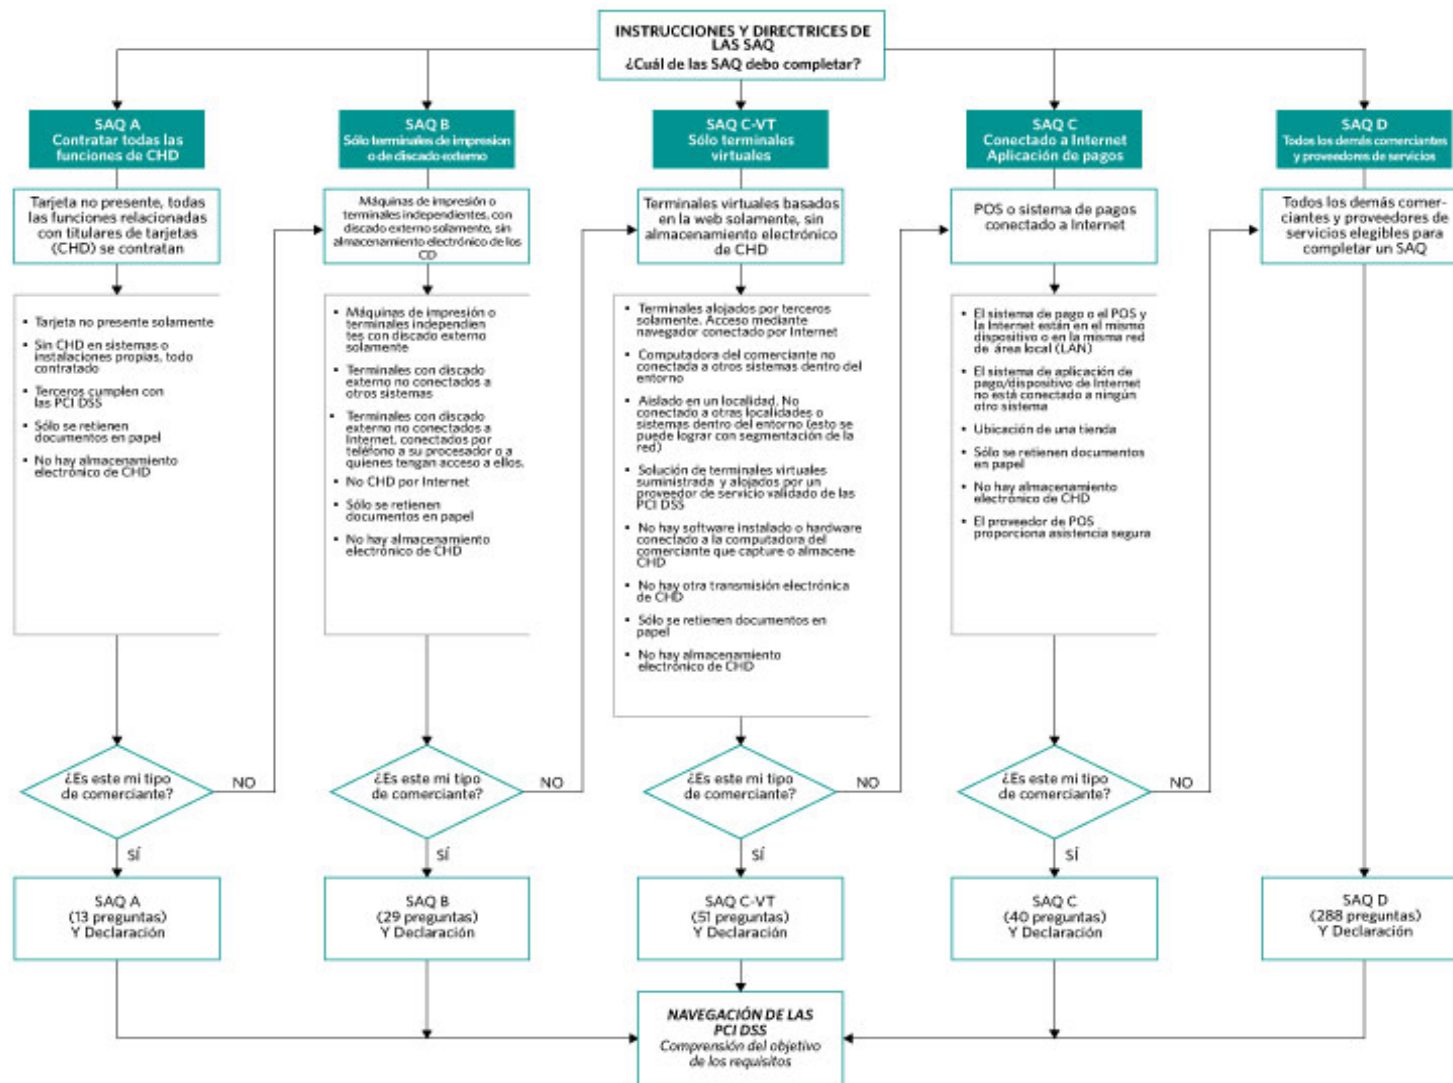 INSTRUCCIONES Y DIRECTRICES DE
LAS SAQ
¿Cuál de las SAQ debo completar?
SAQ A
Contratar todas las
funciones de CHD
Tarjeta no presente, todas
las funciones relacionadas
con titulares de tarjetas
(CHD) se contratan
▪ Tarjeta no presente solamente
▪ Sin CHD en sistemas o
instalaciones propias, todo
contratado
▪ Terceros cumplen con
las PCI DSS
▪ Sólo se retienen
documentos en papel
▪ No hay almacenamiento
electrónico de CHD
¿Es este mi tipo
de comerciante?
NO
SÍ
SAQ A
(13 preguntas)
Y Declaración
SAQ B
Sólo terminales de impresion
o de discado externo
Máquinas de impresión o
terminales independientes, con
discado externo solamente, sin
almacenamiento electrónico de los
CD
▪ Máquinas de impresión o
terminales independien
tes con discado externo
solamente
▪ Terminales con discado
externo no conectados a
otros sistemas
▪ Terminales con discado
externo no conectados a
Internet, conectados por
teléfono a su procesador o a
quienes tengan acceso a ellos.
▪ No CHD por Internet
▪ Sólo se retienen
documentos en papel
▪ No hay almacenamiento
electrónico de CHD
¿Es este mi tipo
de comerciante?
NO
SÍ
SAQ B
(29 preguntas)
Y Declaración
SAQ C-VT
Sólo terminales
virtuales
Terminales virtuales basados
en la web solamente, sin
almacenamiento electrónico
de CHD
▪ Terminales alojados por terceros
solamente. Acceso mediante
navegador conectado por Internet
▪ Computadora del comerciante no
conectada a otros sistemas dentro del
entorno
▪ Aislado en un localidad. No
conectado a otras localidades o
sistemas dentro del entorno (esto se
puede lograr con segmentación de la
red)
▪ Solución de terminales virtuales
suministrada y alojados por un
proveedor de servicio validado de las
PCI DSS
▪ No hay software instalado o hardware
conectado a la computadora del
comerciante que capture o almacene
CHD
▪ No hay otra transmisión electrónica
de CHD
▪ Sólo se retienen documentos en
papel
▪ No hay almacenamiento
electrónico de CHD
¿Es este mi tipo
de comerciante?
NO
SÍ
SAQ C-VT
(51 preguntas)
Y Declaración
SAQ C
Conectado a Internet
Aplicación de pagos
POS o sistema de pagos
conectado a Internet
▪ El sistema de pago o el POS y
la Internet están en el mismo
dispositivo o en la misma red
de área local (LAN)
▪ El sistema de aplicación de
pago/dispositivo de Internet
no está conectado a ningún
otro sistema
▪ Ubicación de una tienda
▪ Sólo se retienen documentos
en papel
▪ No hay almacenamiento
electrónico de CHD
▪ El proveedor de POS
proporciona asistencia segura
¿Es este mi tipo
de comerciante?
NO
SÍ
SAQ C
(40 preguntas)
Y Declaración
SAQ D
Todos los demás comerciantes
y proveedores de servicios
Todos los demás comer-
ciantes y proveedores de
servicios elegibles para
completar un SAQ
SAQ D
(288 preguntas)
Y Declaración
NAVEGACIÓN DE LAS
PCI DSS
Comprensión del objetivo
de los requisitos